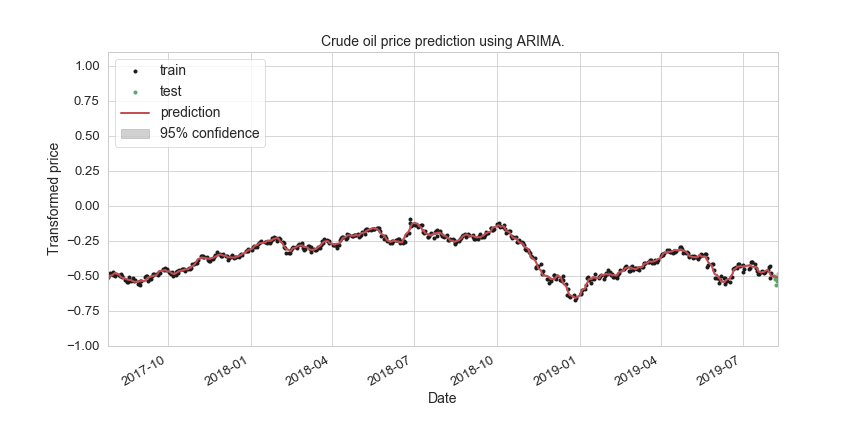 Crude oil price prediction using ARIMA.
1.00
0.75
0.50
0.25
0.00
−0.25
−0.50
−0.75
−1.00
Transformed price
train
test
prediction
95% confidence
2017-10
2018-01
2018-04
2018-07
2018-10
2019-01
2019-04
2019-07
Date